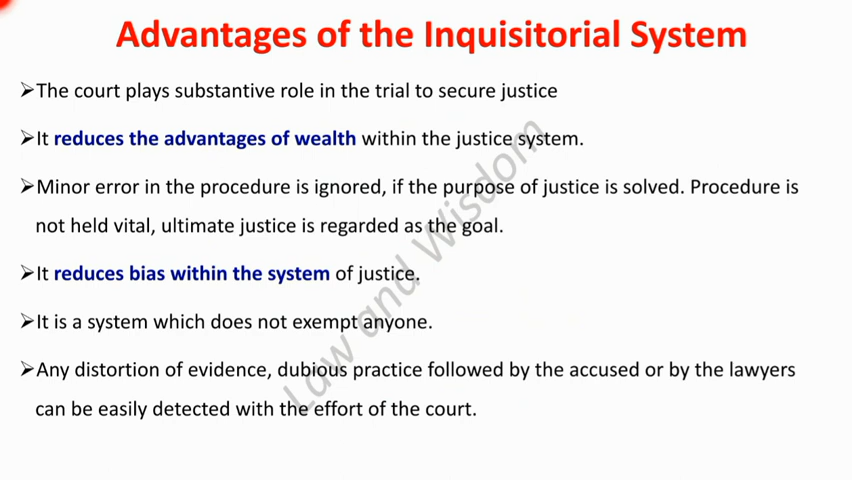 Advantages of the Inquisitorial System
➢The court plays substantive role in the trial to secure justice
➢It reduces the advantages of wealth within the justice system.
➢Minor error in the procedure is ignored, if the purpose of justice is solved. Procedure is
not held vital, ultimate justice is regarded as the goal.
➢It reduces bias within the system of justice.
➢It is a system which does not exempt anyone.
➢Any distortion of evidence, dubious practice followed by the accused or by the lawyers
can be easily detected with the effort of the court.
Law and Wisdom